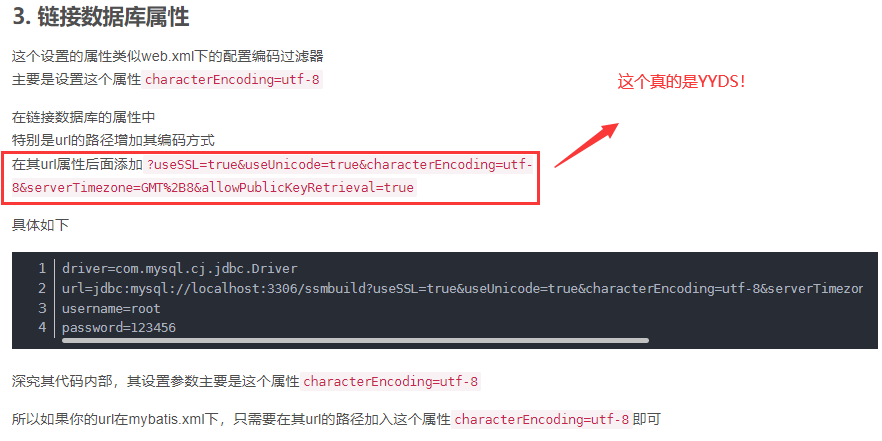 3. 链接数据库属性
这个设置的属性类似web.xml下的配置编码过滤器
主要是设置这个属性 characterEncoding=utf-8
这个真的是YYDS！
在链接数据库的属性中
特别是url的路径增加其编码方式
在其url属性后面添加 ?useSSL=true&useUnicode=true&characterEncoding=utf-
8&serverTimezone=GMT%2B8&allowPublicKeyRetrieval=true
具体如下
1 driver=com.mysql.cj.jdbc.Driver
2 url=jdbc:mysql://localhost:3306/ssmbuild?useSSL=true&useUnicode=true&characterEncoding=utf-8&serverTimezon
3 username=root
4 password=123456
深究其代码内部，其设置参数主要是这个属性 characterEncoding=utf-8
所以如果你的url在mybatis.xml下，只需要在其url的路径加入这个属性 characterEncoding=utf-8 即可